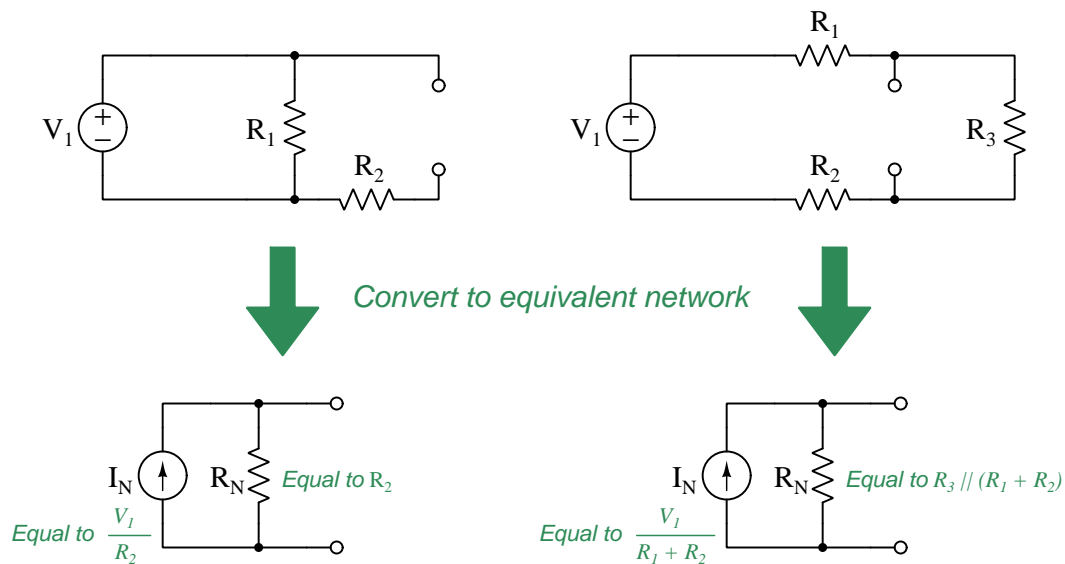 V1
+
−
R1
R2
V1
+
−
R1
R2
R3
Convert to equivalent network
IN
RN
Equal to R2
Equal to V1 / R2
IN
RN
Equal to R3 // (R1 + R2)
Equal to V1 / R1 + R2